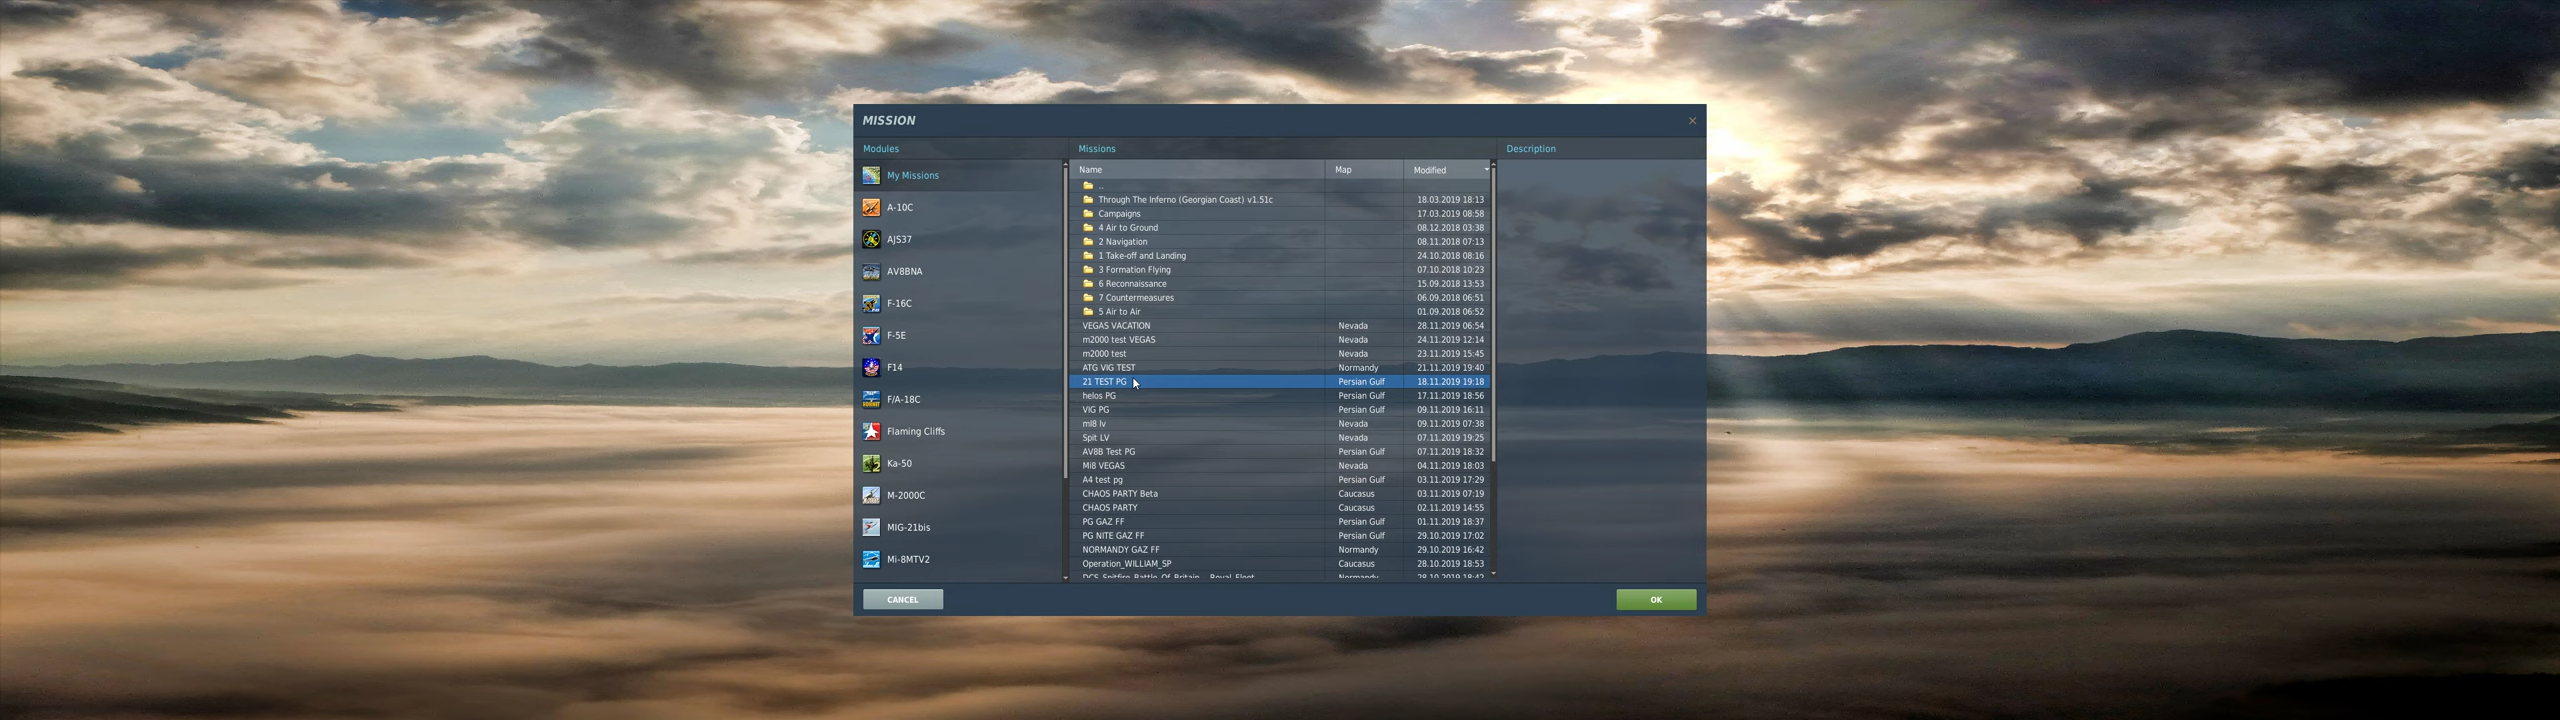 MISSION
×
Modules
Missions
Description
My Missions
A-10C
AJS37
AV8BNA
F-16C
F-5E
F14
F/A-18C
Flaming Cliffs
Ka-50
M-2000C
MIG-21bis
Mi-8MTV2
Name Map Modified
..
Through The Inferno (Georgian Coast) v1.51c 18.03.2019 18:13
Campaigns 17.03.2019 08:58
4 Air to Ground 08.12.2018 03:38
2 Navigation 08.11.2018 07:13
1 Take-off and Landing 24.10.2018 08:16
3 Formation Flying 07.10.2018 10:23
6 Reconnaissance 15.09.2018 13:53
7 Countermeasures 06.09.2018 06:51
5 Air to Air 01.09.2018 06:52
VEGAS VACATION Nevada 28.11.2019 06:54
m2000 test VEGAS Nevada 24.11.2019 12:14
m2000 test Nevada 23.11.2019 15:45
ATG VIG TEST Normandy 21.11.2019 19:40
21 TEST PG Persian Gulf 18.11.2019 19:18
helos PG Persian Gulf 17.11.2019 18:56
VIG PG Persian Gulf 09.11.2019 16:11
mI8 lv Nevada 09.11.2019 07:38
Spit LV Nevada 07.11.2019 19:25
AV8B Test PG Persian Gulf 07.11.2019 18:32
Mi8 VEGAS Nevada 04.11.2019 18:03
A4 test pg Persian Gulf 03.11.2019 17:29
CHAOS PARTY Beta Caucasus 03.11.2019 07:19
CHAOS PARTY Caucasus 02.11.2019 14:55
PG GAZ FF Persian Gulf 01.11.2019 18:37
PG NITE GAZ FF Persian Gulf 29.10.2019 17:02
NORMANDY GAZ FF Normandy 29.10.2019 16:42
Operation_WILLIAM_SP Caucasus 28.10.2019 18:53
DCS_Spitfire_Battle_Of_Britain_-_Royal_Fleet Normandy 28.10.2019 18:42
CANCEL
OK